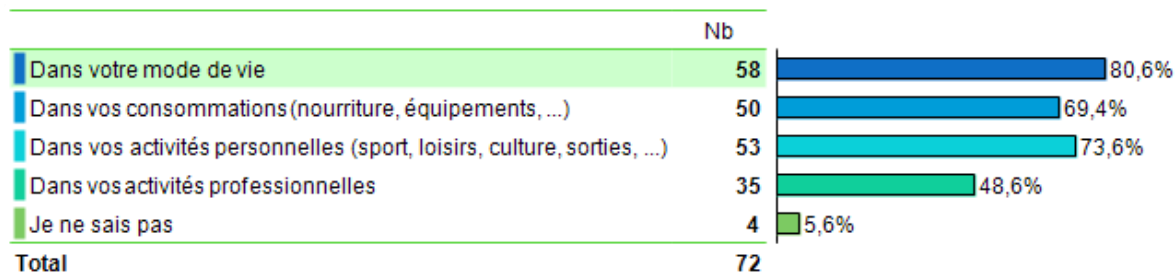 Nb
Dans votre mode de vie 58 80,6%
Dans vos consommations (nourriture, équipements, ...) 50 69,4%
Dans vos activités personnelles (sport, loisirs, culture, sorties, ...) 53 73,6%
Dans vos activités professionnelles 35 48,6%
Je ne sais pas 4 5,6%
Total 72